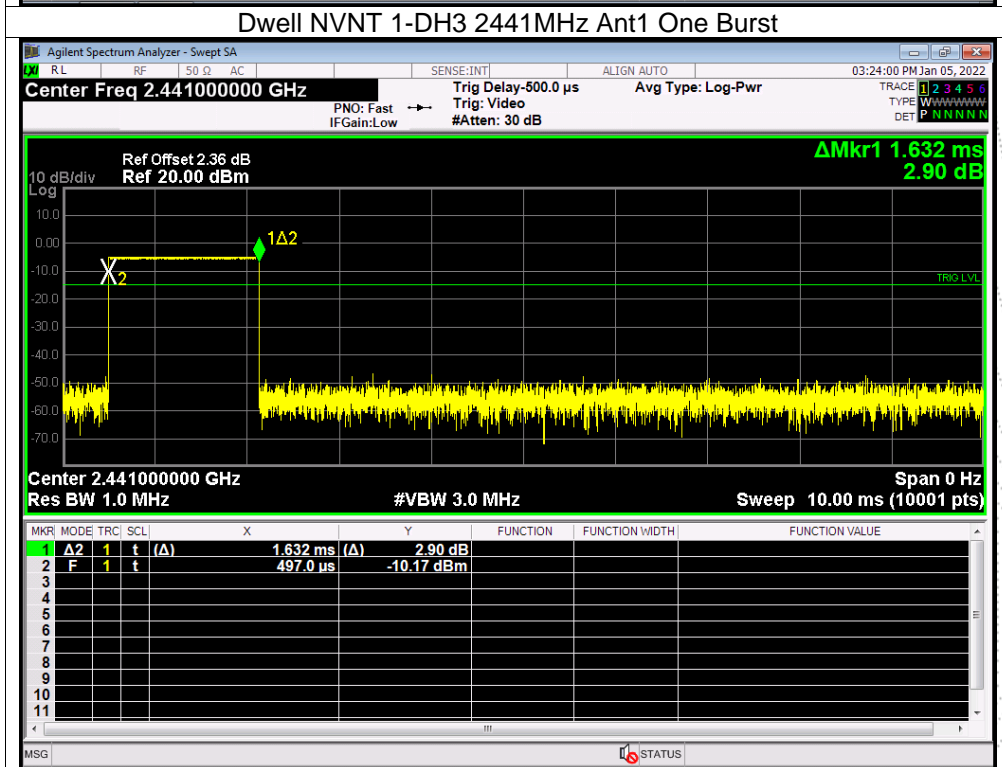 Dwell NVNT 1-DH3 2441MHz Ant1 One Burst
Agilent Spectrum Analyzer - Swept SA
LXI RL RF 50 Ω AC SENSE:INT ALIGN AUTO 03:24:00 PM Jan 05, 2022
Center Freq 2.441000000 GHz Trig Delay-500.0 µs Avg Type: Log-Pwr TRACE 1 2 3 4 5 6
PNO: Fast Trig: Video TYPE WWWWWW
IFGain:Low #Atten: 30 dB DET P N N N N N
ΔMkr1 1.632 ms
Ref Offset 2.36 dB
10 dB/div Ref 20.00 dBm 2.90 dB
Log
10.0
0.00 1Δ2
-10.0 2 TRIG LVL
-20.0
-30.0
-40.0
-50.0
-60.0
-70.0
Center 2.441000000 GHz Span 0 Hz
Res BW 1.0 MHz #VBW 3.0 MHz Sweep 10.00 ms (10001 pts)
MKR MODE TRC SCL X Y FUNCTION FUNCTION WIDTH FUNCTION VALUE
1 Δ2 1 t (Δ) 1.632 ms (Δ) 2.90 dB
2 F 1 t 497.0 µs -10.17 dBm
3
4
5
6
7
8
9
10
11
MSG STATUS